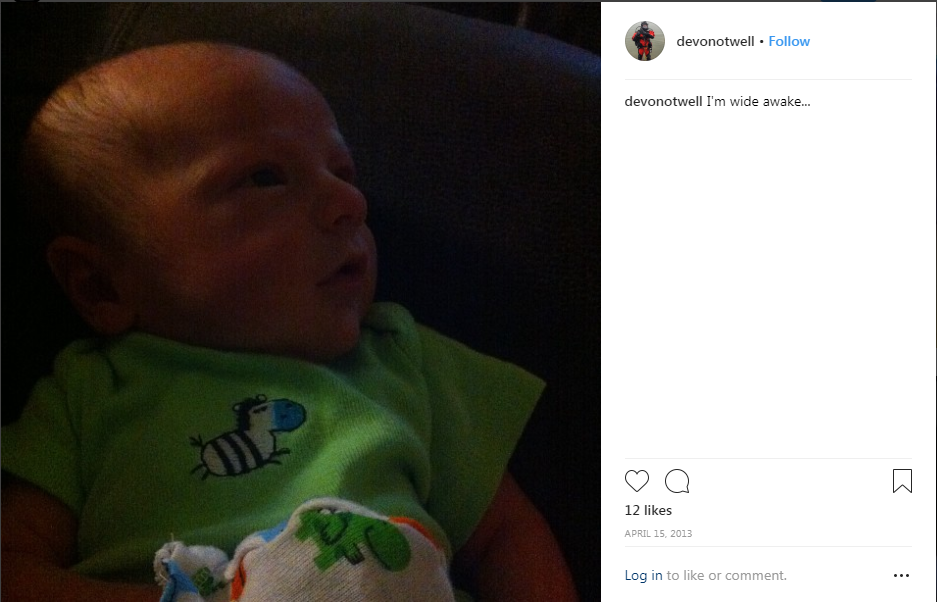 devonotwell • Follow
devonotwell I'm wide awake...
12 likes
APRIL 15, 2013
Log in to like or comment.